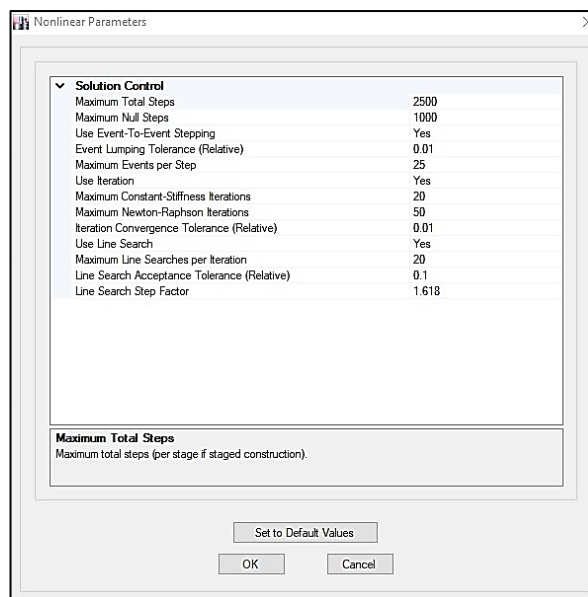 Nonlinear Parameters
Solution Control
Maximum Total Steps 2500
Maximum Null Steps 1000
Use Event-To-Event Stepping Yes
Event Lumping Tolerance (Relative) 0.01
Maximum Events per Step 25
Use Iteration Yes
Maximum Constant-Stiffness Iterations 20
Maximum Newton-Raphson Iterations 50
Iteration Convergence Tolerance (Relative) 0.01
Use Line Search Yes
Maximum Line Searches per Iteration 20
Line Search Acceptance Tolerance (Relative) 0.1
Line Search Step Factor 1.618
Maximum Total Steps
Maximum total steps (per stage if staged construction).
Set to Default Values
OK Cancel